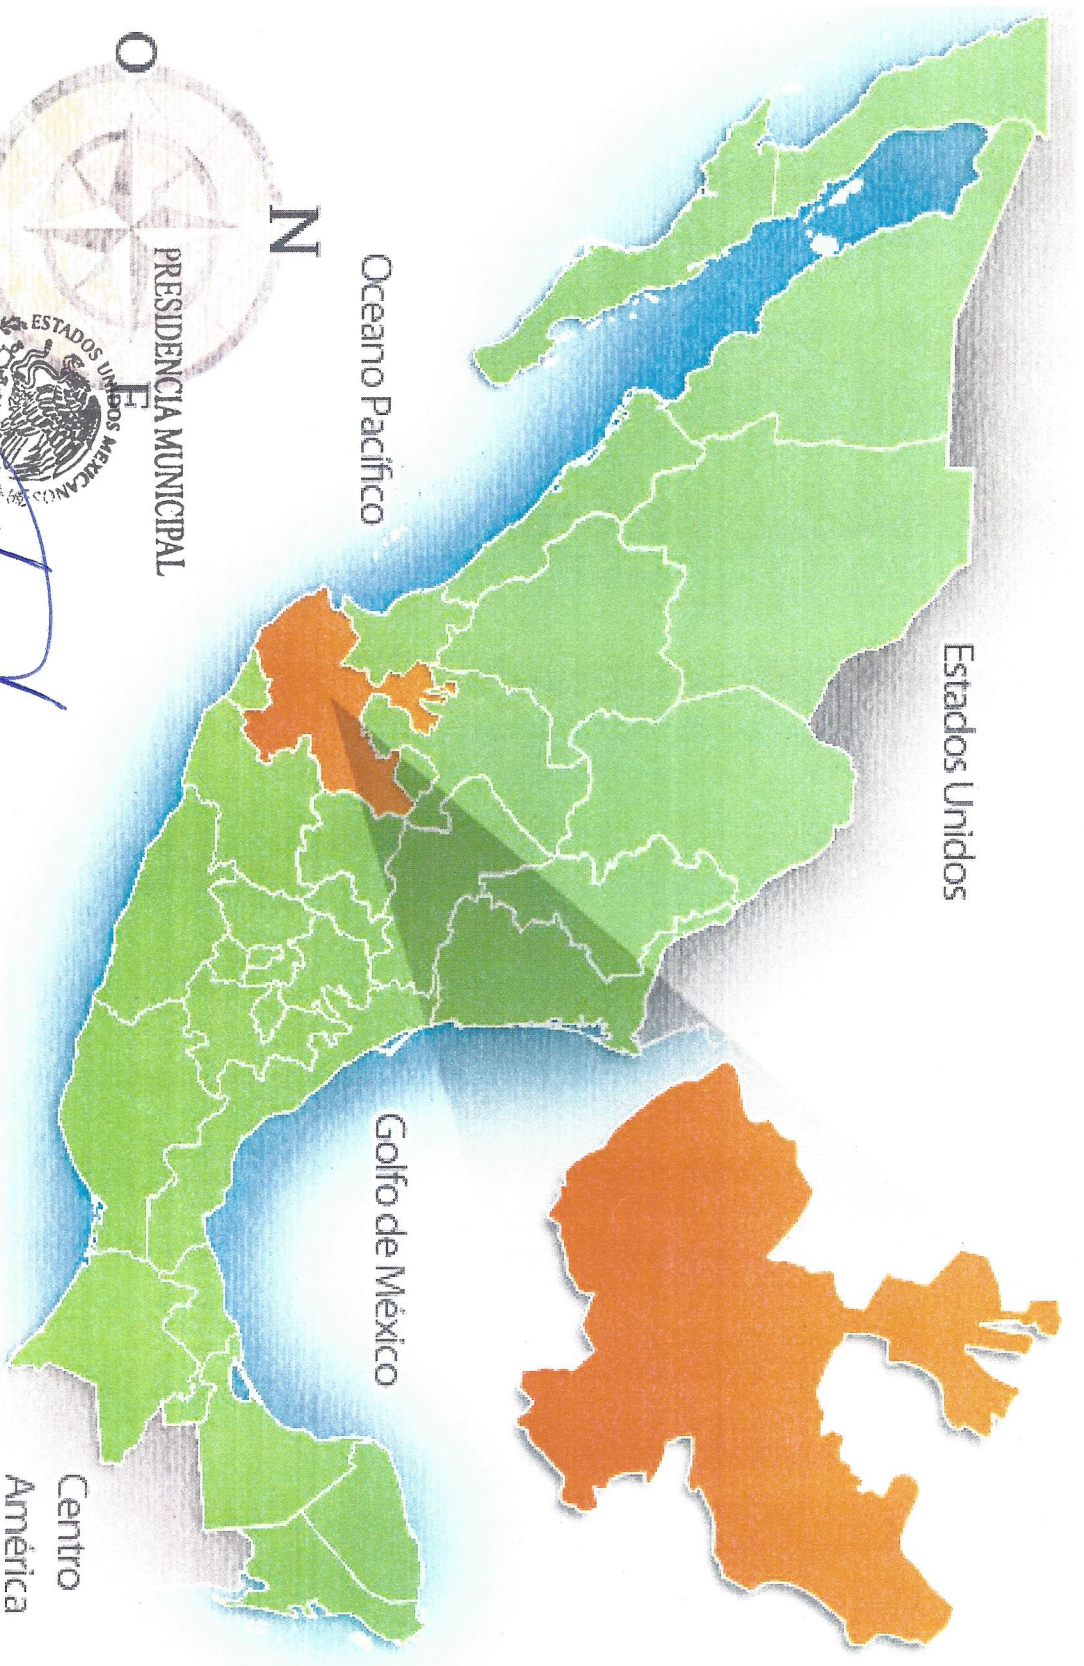 Estados Unidos
Golfo de México
Oceano Pacífico
Centro
América
N
O
E
PRESIDENCIA MUNICIPAL
ESTADOS UNIDOS MEXICANOS